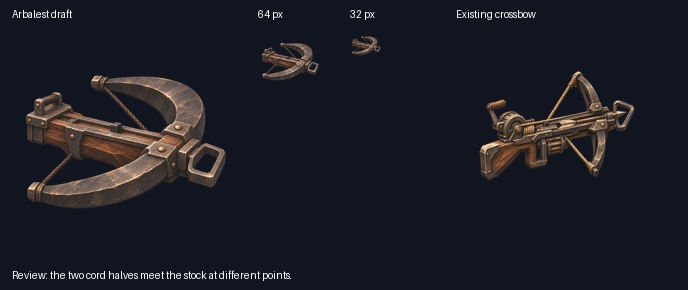 Arbalest draft
64 px
32 px
Existing crossbow
Review: the two cord halves meet the stock at different points.